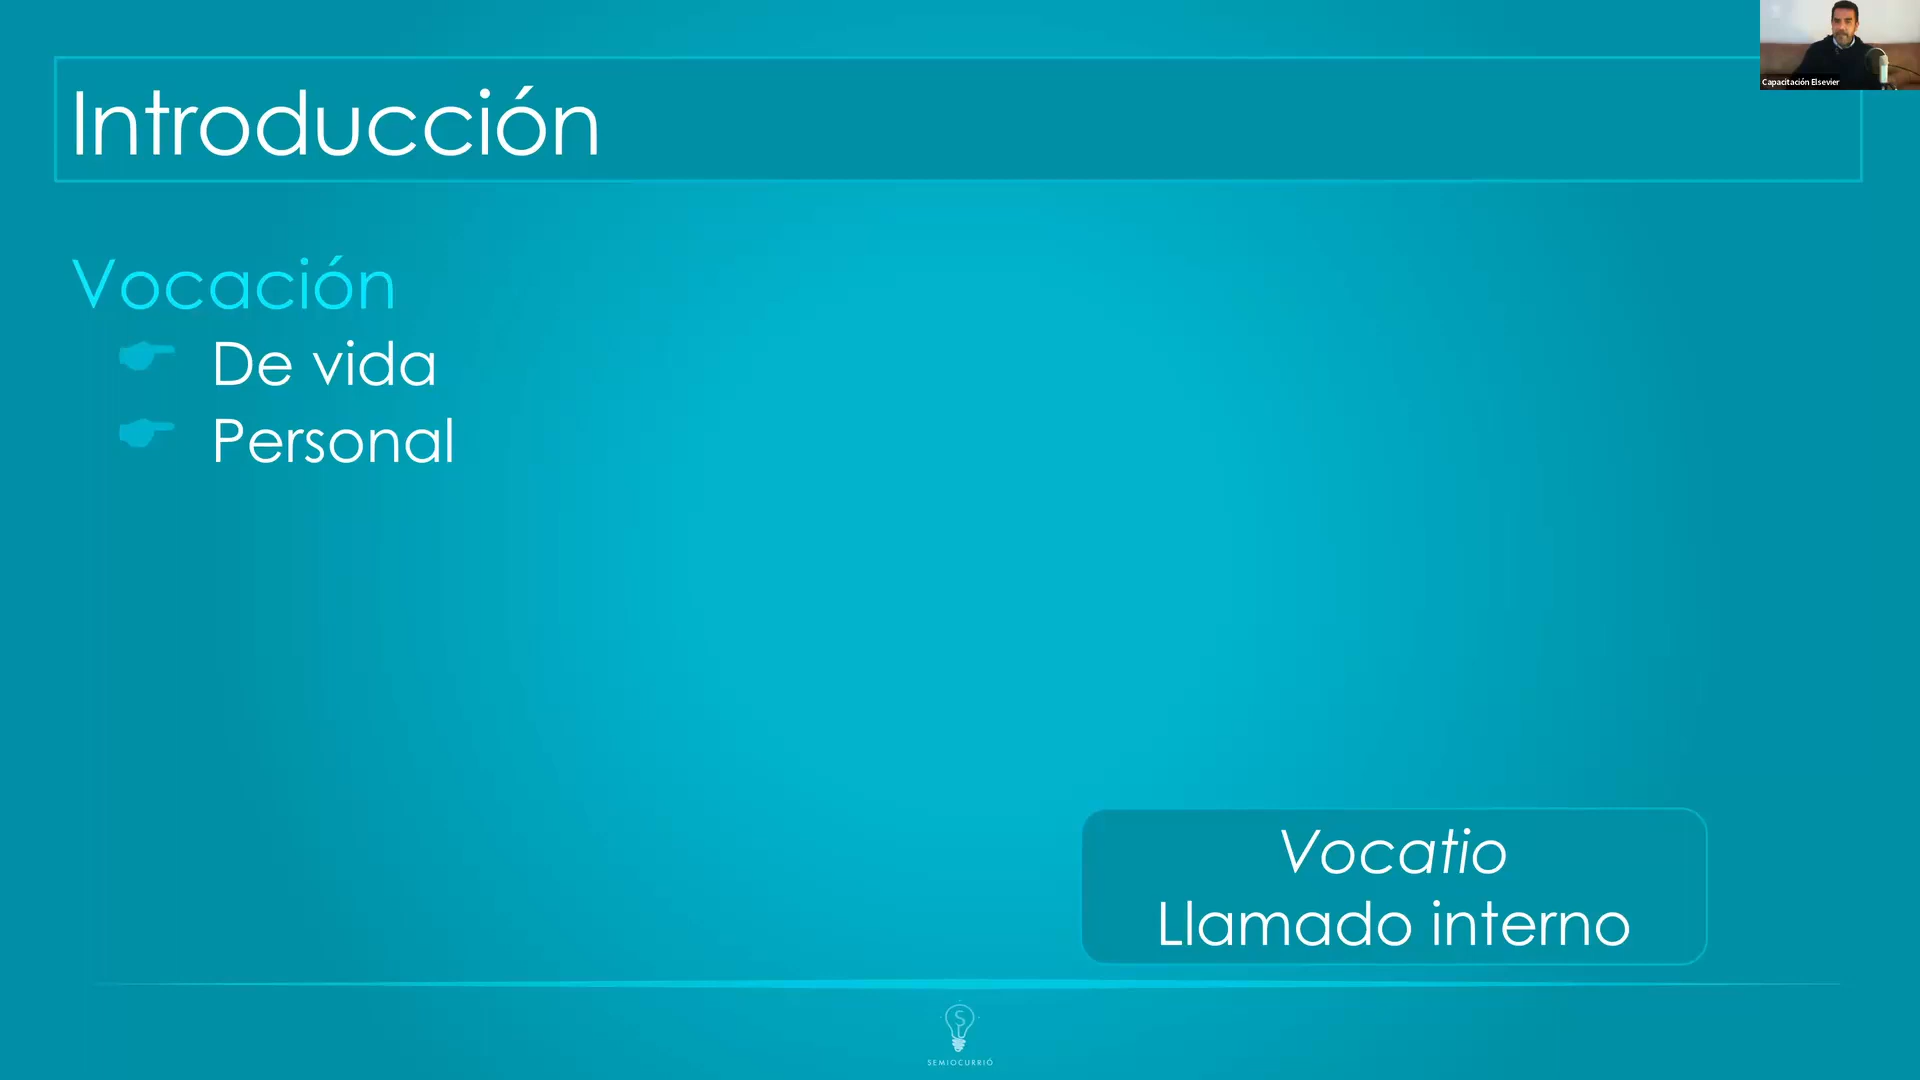 Capacitación Elsevier
Introducción
Vocación
De vida
Personal
Vocatio
Llamado interno
S
SEMIOCURRIÓ